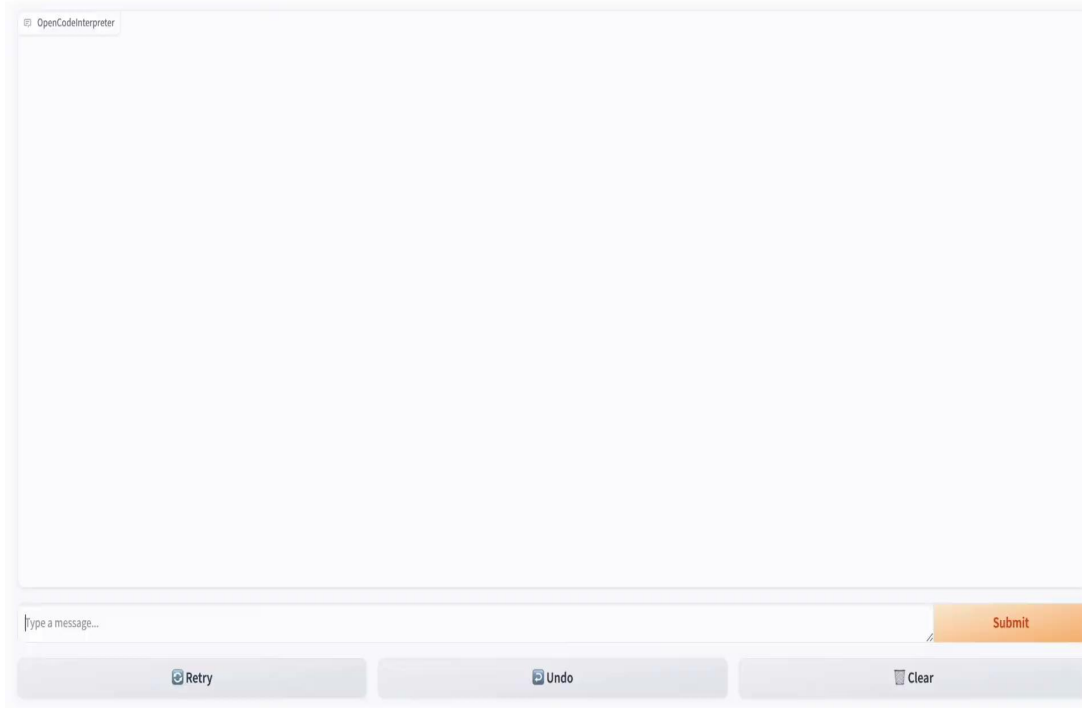 OpenCodeInterpreter
Type a message...
Submit
Retry
Undo
Clear